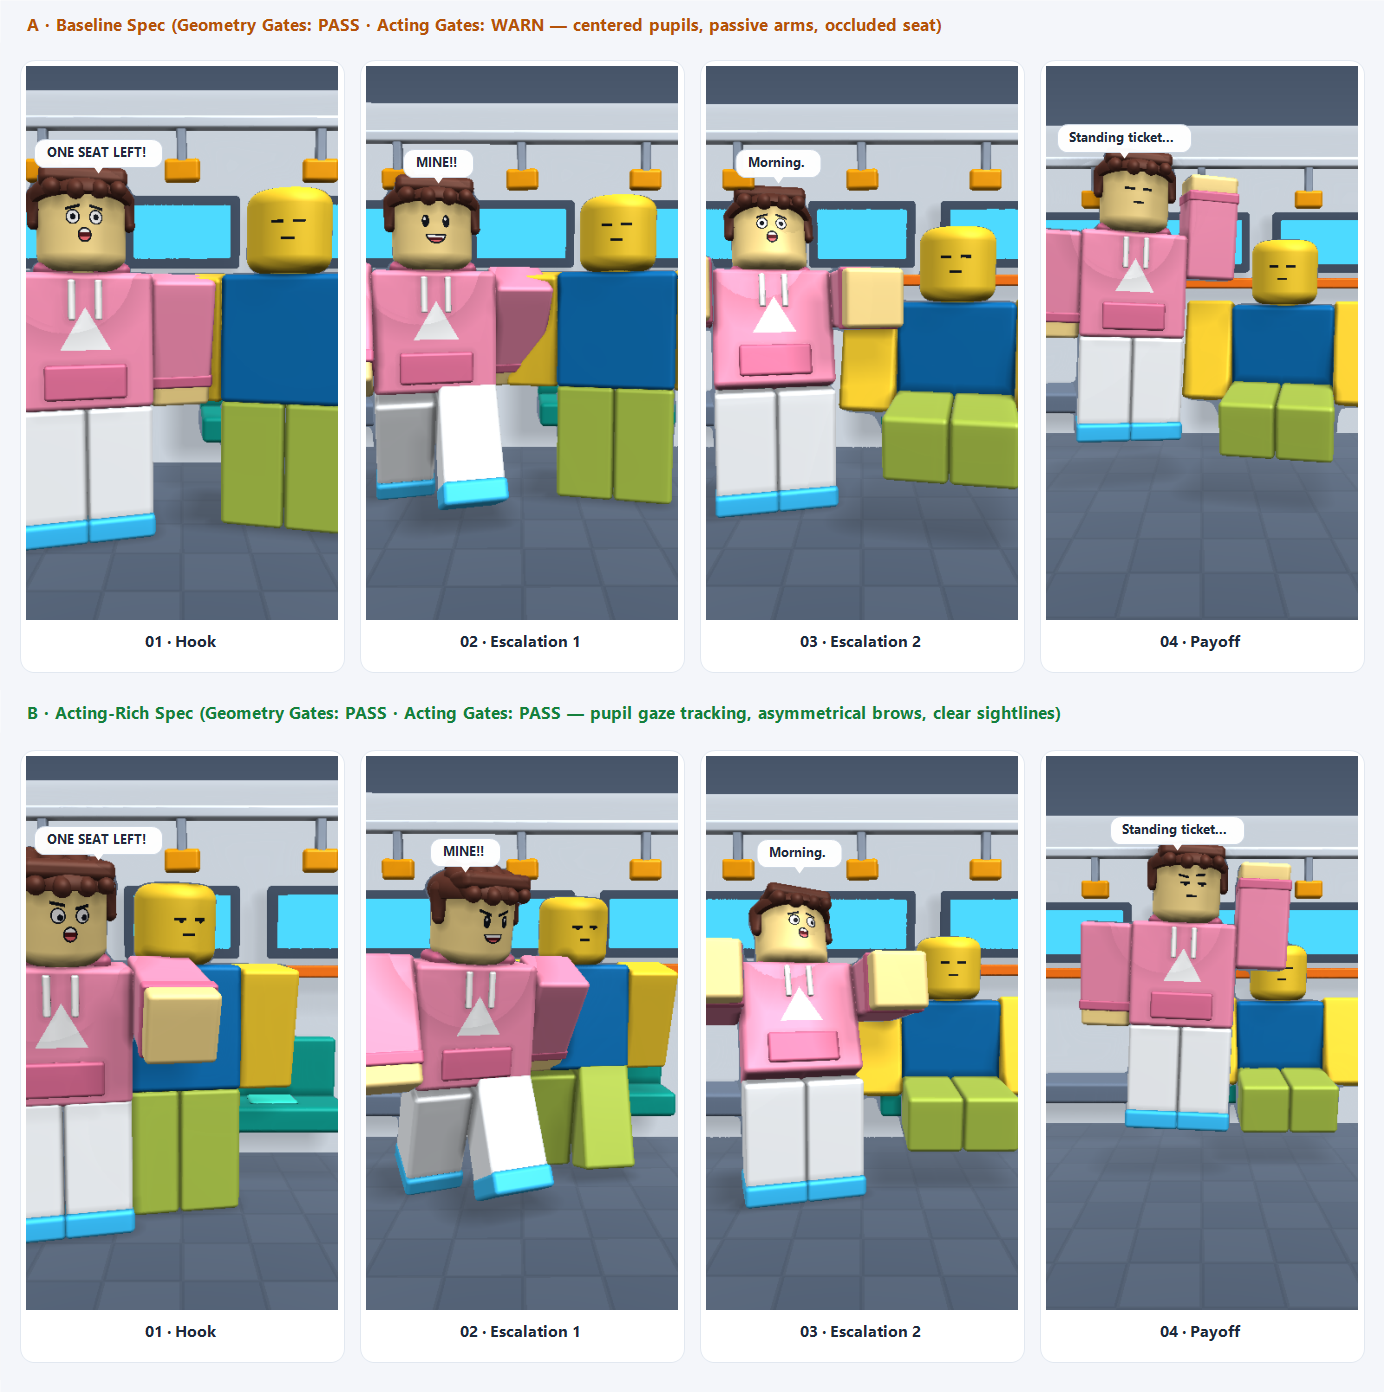 A · Baseline Spec (Geometry Gates: PASS · Acting Gates: WARN — centered pupils, passive arms, occluded seat)
ONE SEAT LEFT!
MINE!!
Morning.
Standing ticket...
01 · Hook
02 · Escalation 1
03 · Escalation 2
04 · Payoff
B · Acting-Rich Spec (Geometry Gates: PASS · Acting Gates: PASS — pupil gaze tracking, asymmetrical brows, clear sightlines)
ONE SEAT LEFT!
MINE!!
Morning.
Standing ticket...
01 · Hook
02 · Escalation 1
03 · Escalation 2
04 · Payoff